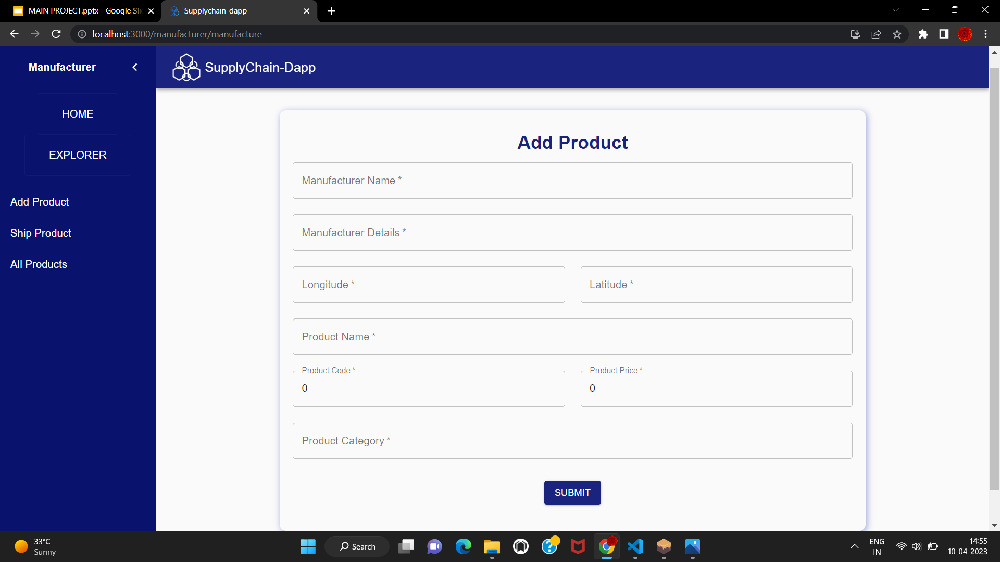 MAIN PROJECT.pptx - Google Sli
Supplychain-dapp
localhost:3000/manufacturer/manufacture
Manufacturer
SupplyChain-Dapp
HOME
EXPLORER
Add Product
Ship Product
All Products
Add Product
Manufacturer Name *
Manufacturer Details *
Longitude *
Latitude *
Product Name *
Product Code *
0
Product Price *
0
Product Category *
SUBMIT
33°C
Sunny
Search
ENG
IN
14:55
10-04-2023